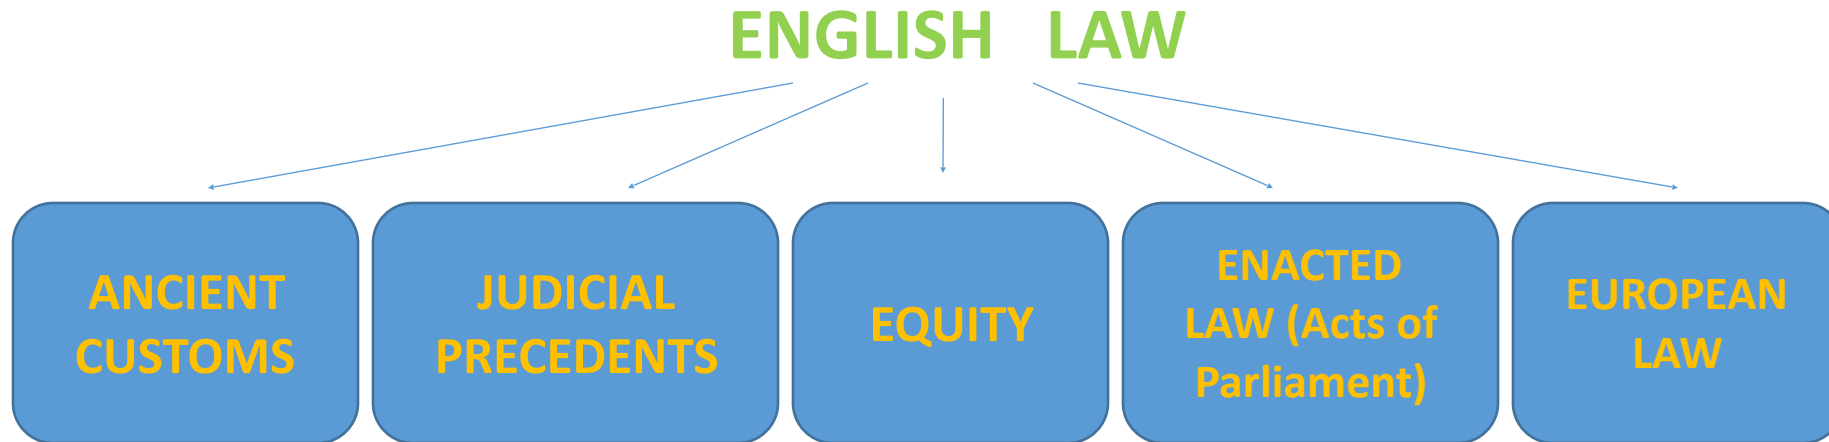 ENGLISH LAW
ANCIENT
CUSTOMS
JUDICIAL
PRECEDENTS
EQUITY
ENACTED
LAW (Acts of
Parliament)
EUROPEAN
LAW